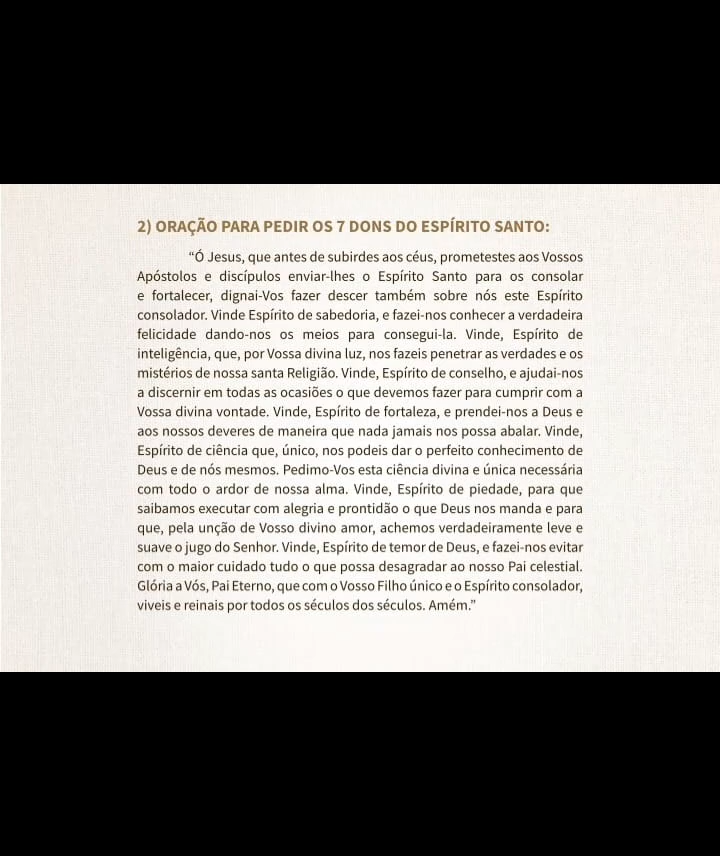 2) ORAÇÃO PARA PEDIR OS 7 DONS DO ESPÍRITO SANTO:
“Ó Jesus, que antes de subirdes aos céus, prometestes aos Vossos
Apóstolos e discípulos enviar-lhes o Espírito Santo para os consolar
e fortalecer, dignai-Vos fazer descer também sobre nós este Espírito
consolador. Vinde Espírito de sabedoria, e fazei-nos conhecer a verdadeira
felicidade dando-nos os meios para consegui-la. Vinde, Espírito de
inteligência, que, por Vossa divina luz, nos fazeis penetrar as verdades e os
mistérios de nossa santa Religião. Vinde, Espírito de conselho, e ajudai-nos
a discernir em todas as ocasiões o que devemos fazer para cumprir com a
Vossa divina vontade. Vinde, Espírito de fortaleza, e prendei-nos a Deus e
aos nossos deveres de maneira que nada jamais nos possa abalar. Vinde,
Espírito de ciência que, único, nos podeis dar o perfeito conhecimento de
Deus e de nós mesmos. Pedimo-Vos esta ciência divina e única necessária
com todo o ardor de nossa alma. Vinde, Espírito de piedade, para que
saibamos executar com alegria e prontidão o que Deus nos manda e para
que, pela unção de Vosso divino amor, achemos verdadeiramente leve e
suave o jugo do Senhor. Vinde, Espírito de temor de Deus, e fazei-nos evitar
com o maior cuidado tudo o que possa desagradar ao nosso Pai celestial.
Glória a Vós, Pai Eterno, que com o Vosso Filho único e o Espírito consolador,
viveis e reinais por todos os séculos dos séculos. Amém.”